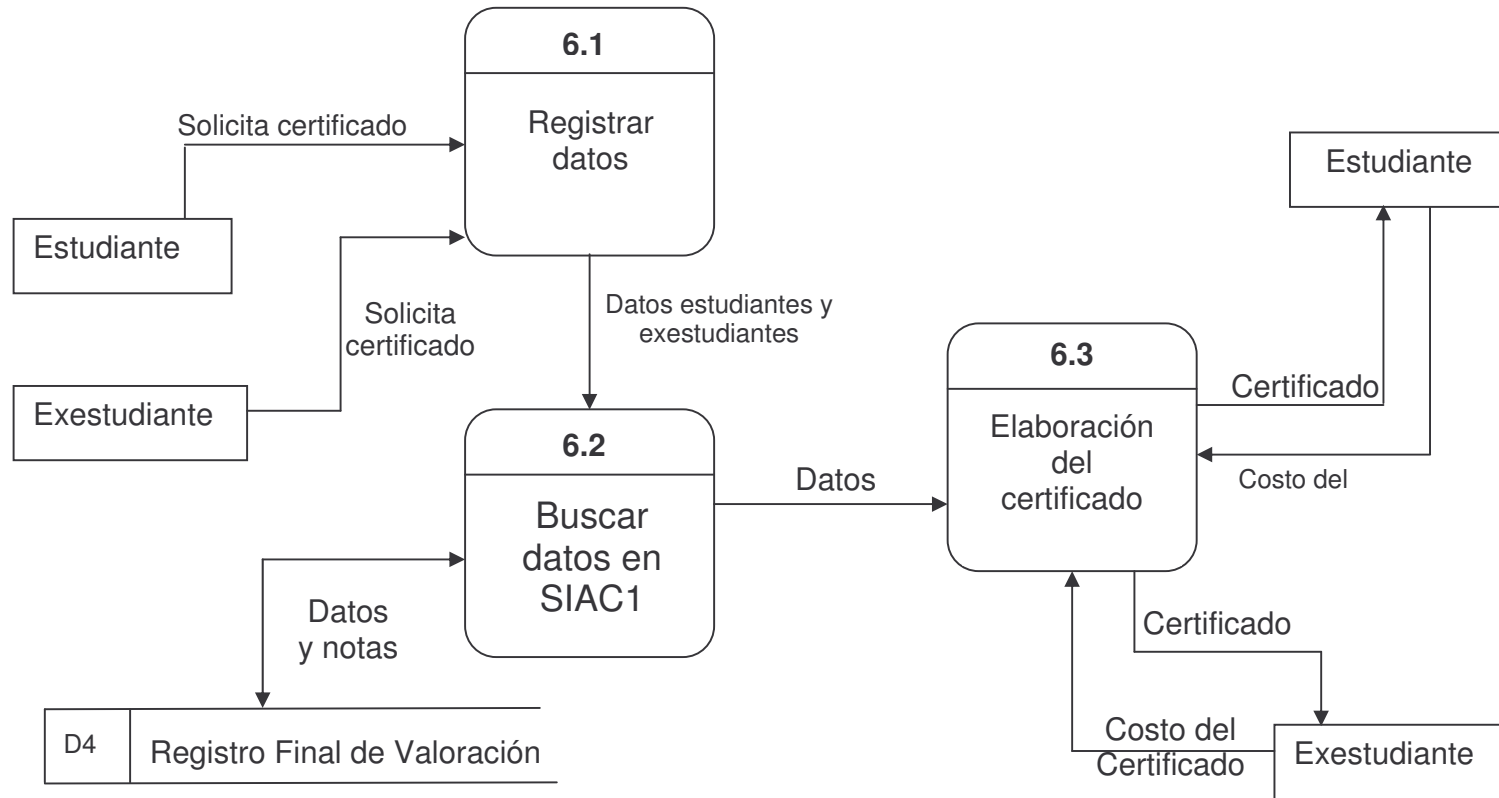 6.1
Registrar
datos
Solicita certificado
Estudiante
Estudiante
Solicita
certificado
Datos estudiantes y
exestudiantes
Exestudiante
6.2
Buscar
datos en
SIAC1
Datos
6.3
Elaboración
del
certificado
Certificado
Costo del
Datos
y notas
Certificado
D4
Registro Final de Valoración
Costo del
Certificado
Exestudiante